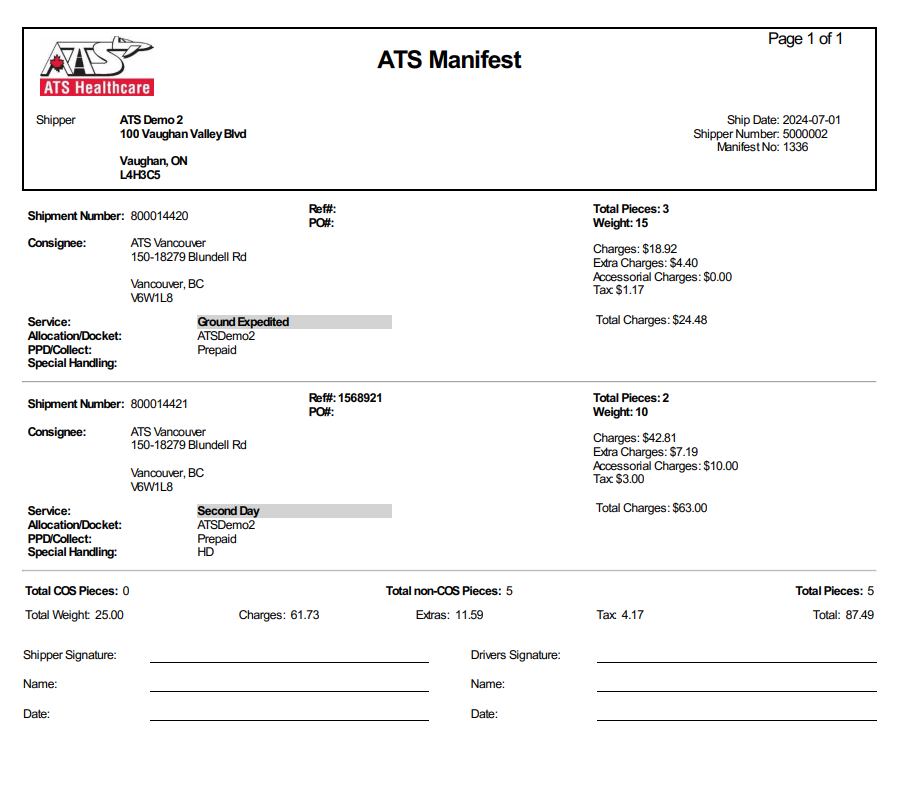 Page 1 of 1
ATS
ATS Healthcare
ATS Manifest
Shipper ATS Demo 2
100 Vaughan Valley Blvd
Vaughan, ON
L4H3C5
Ship Date: 2024-07-01
Shipper Number: 5000002
Manifest No: 1336
Shipment Number: 800014420
Ref#:
PO#:
Total Pieces: 3
Weight: 15
Consignee: ATS Vancouver
150-18279 Blundell Rd
Vancouver, BC
V6W1L8
Charges: $18.92
Extra Charges: $4.40
Accessorial Charges: $0.00
Tax: $1.17
Total Charges: $24.48
Service: Ground Expedited
Allocation/Docket: ATSDemo2
PPD/Collect: Prepaid
Special Handling:
Shipment Number: 800014421
Ref#: 1568921
PO#:
Total Pieces: 2
Weight: 10
Consignee: ATS Vancouver
150-18279 Blundell Rd
Vancouver, BC
V6W1L8
Charges: $42.81
Extra Charges: $7.19
Accessorial Charges: $10.00
Tax: $3.00
Total Charges: $63.00
Service: Second Day
Allocation/Docket: ATSDemo2
PPD/Collect: Prepaid
Special Handling: HD
Total COS Pieces: 0 Total non-COS Pieces: 5 Total Pieces: 5
Total Weight: 25.00 Charges: 61.73 Extras: 11.59 Tax: 4.17 Total: 87.49
Shipper Signature: Drivers Signature:
Name: Name:
Date: Date: